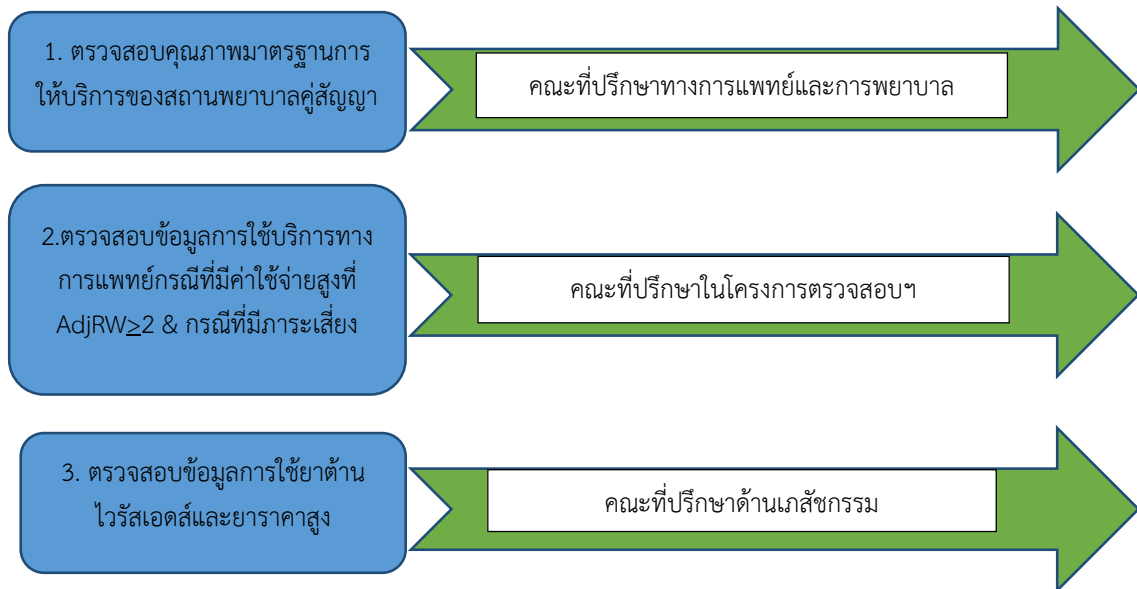 1. ตรวจสอบคุณภาพมาตรฐานการ
ให้บริการของสถานพยาบาลคู่สัญญา
คณะที่ปรึกษาทางการแพทย์และการพยาบาล
2.ตรวจสอบข้อมูลการใช้บริการทาง
การแพทย์กรณีที่มีค่าใช้จ่ายสูงที่
AdjRW≥2 & กรณีที่มีภาระเสี่ยง
คณะที่ปรึกษาในโครงการตรวจสอบฯ
3. ตรวจสอบข้อมูลการใช้ยาต้าน
ไวรัสเอดส์และยาราคาสูง
คณะที่ปรึกษาด้านเภสัชกรรม